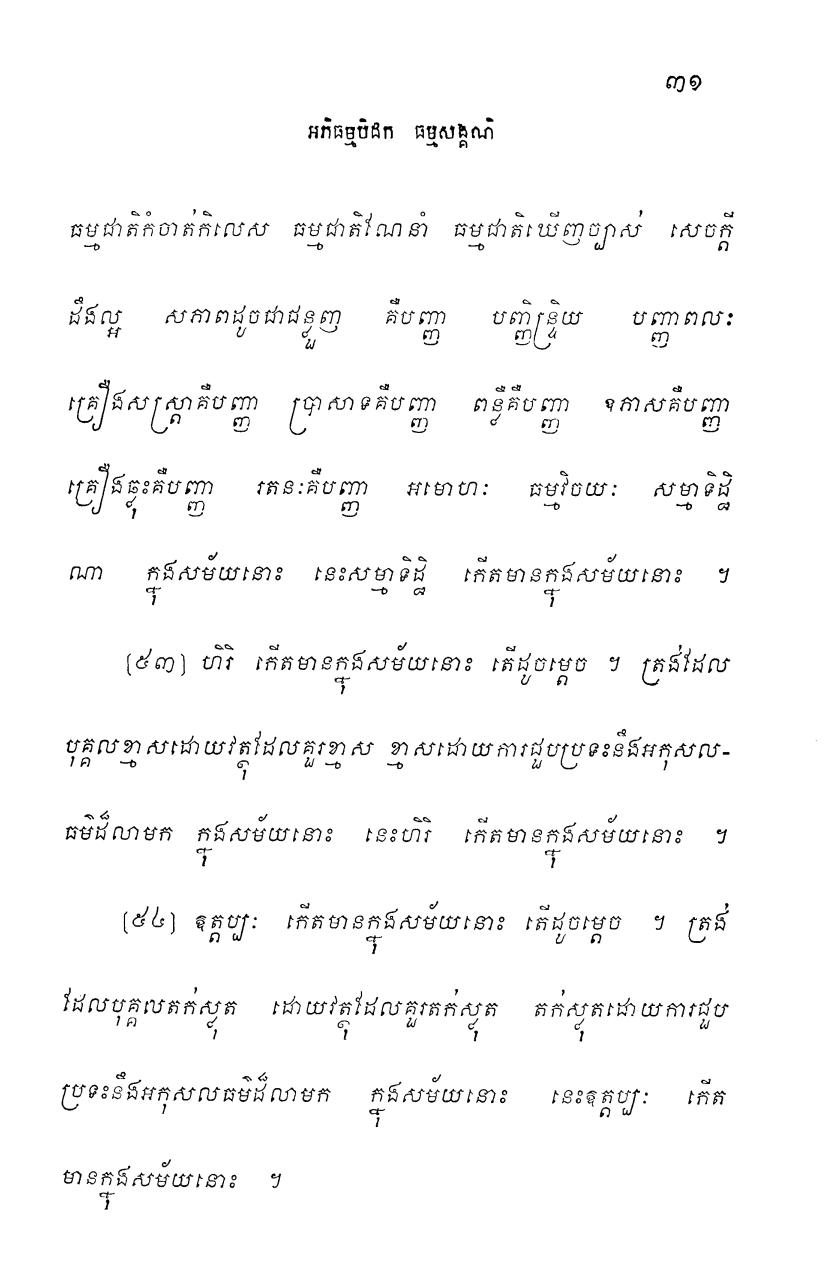 ៣១
អភិធម្មបិដក ធម្មសង្គណិ
ធម្មជាតិកំចាត់កិលេស ធម្មជាតិណែនាំ ធម្មជាតិឃើញច្បាស់ សេចក្តី
ដឹងល្អ សភាពដូចជាជន្លួញ គឺបញ្ញា បញ្ញិន្ទ្រិយ បញ្ញាពលៈ
គ្រឿងសស្ត្រាគឺបញ្ញា ប្រាសាទគឺបញ្ញា ពន្លឺគឺបញ្ញា ឧភាសគឺបញ្ញា
គ្រឿងធ្លុះគឺបញ្ញា រតនៈគឺបញ្ញា អមោហៈ ធម្មវិចយៈ សម្មាទិដ្ឋិ
ណា ក្នុងសម័យនោះ នេះសម្មាទិដ្ឋិ កើតមានក្នុងសម័យនោះ ។
(៥៣) ហិរិ កើតមានក្នុងសម័យនោះ តើដូចម្តេច ។ ត្រង់ដែល
បុគ្គលខ្មាសដោយវត្ថុដែលគួរខ្មាស ខ្មាសដោយការជួបប្រទះនឹងអកុសល-
ធម៌ដ៏លាមក ក្នុងសម័យនោះ នេះហិរិ កើតមានក្នុងសម័យនោះ ។
(៥៤) ឱត្តប្បៈ កើតមានក្នុងសម័យនោះ តើដូចម្តេច ។ ត្រង់
ដែលបុគ្គលតក់ស្លុត ដោយវត្ថុដែលគួរតក់ស្លុត តក់ស្លុតដោយការជួប
ប្រទះនឹងអកុសលធម៌ដ៏លាមក ក្នុងសម័យនោះ នេះឱត្តប្បៈ កើត
មានក្នុងសម័យនោះ ។